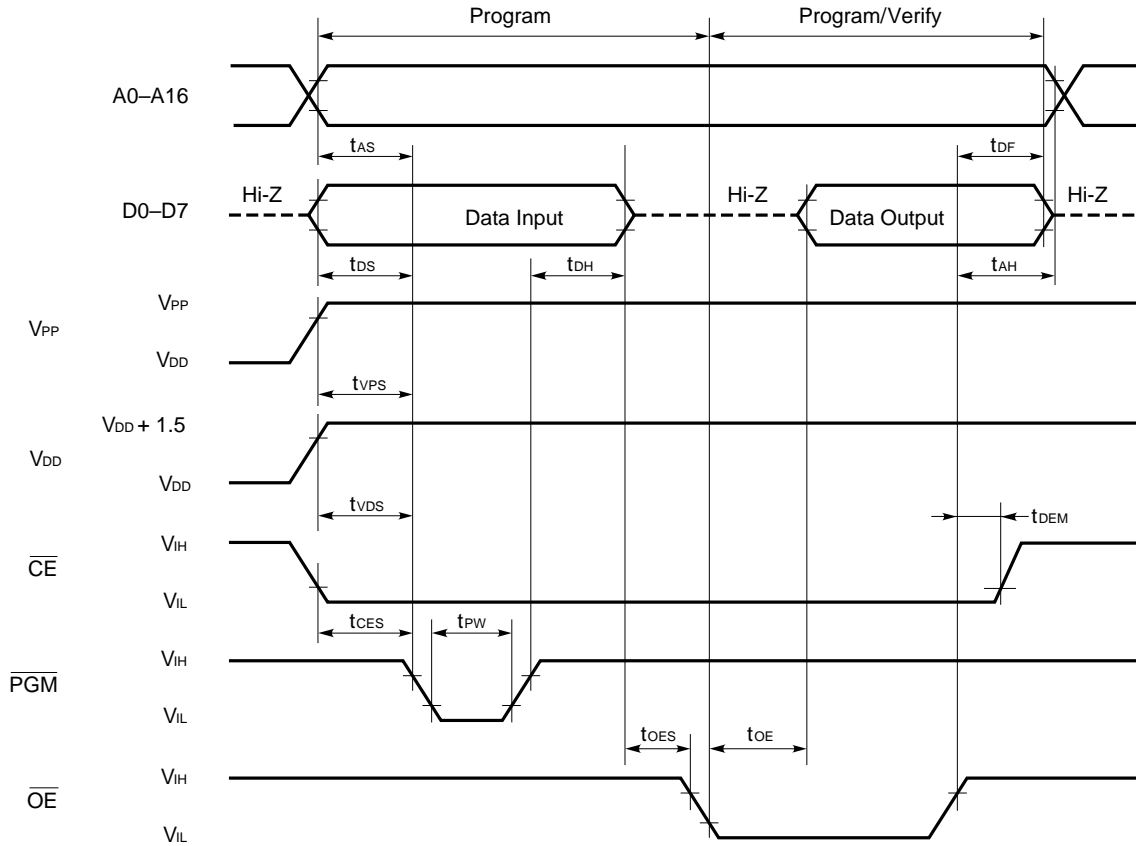 Program
Program/Verify
A0–A16
tAS
tDF
Hi-Z
Hi-Z
Hi-Z
D0–D7
Data Input
Data Output
tDS
tDH
tAH
VPP
VPP
VDD
tVPS
VDD + 1.5
VDD
VDD
tVDS
tDEM
VIH
CE
VIL
tCES
tPW
VIH
PGM
VIL
tOES
tOE
VIH
OE
VIL